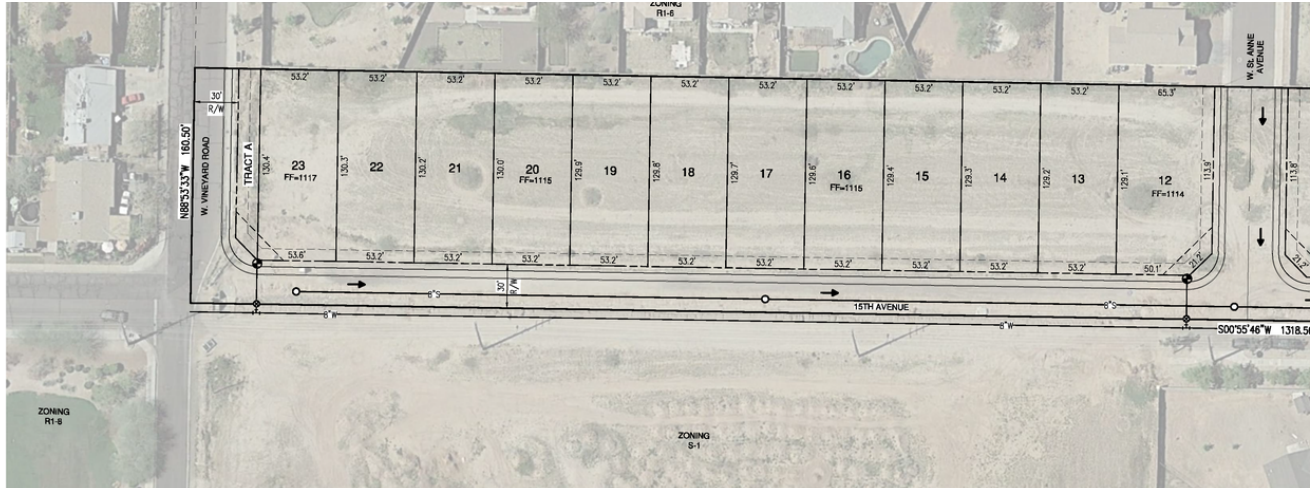 ZONING
R1-6
W. St. ANNE
AVENUE
53.2'
53.2'
53.2'
53.2'
53.2'
53.2'
53.2'
53.2'
53.2'
53.2'
53.2'
65.3'
30'
R/W
N88°53'33"W 160.50'
W. VINEYARD ROAD
TRACT A
130.4'
23
FF=1117
130.3'
22
130.2'
21
130.0'
20
FF=1115
129.9'
19
129.8'
18
129.7'
17
129.6'
16
FF=1115
129.4'
15
129.3'
14
129.2'
13
129.1'
12
FF=1114
113.9'
113.8'
53.6'
53.2'
53.2'
53.2'
53.2'
53.2'
53.2'
53.2'
53.2'
53.2'
53.2'
50.1'
21.2'
21.2'
30'
R/W
8"S
15TH AVENUE
8"S
8"W
8"W
S00°55'46"W 1318.56
ZONING
R1-8
ZONING
S-1